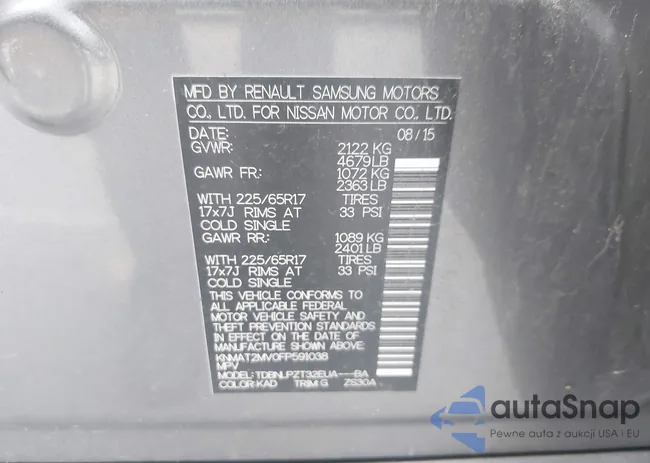 MFD BY RENAULT SAMSUNG MOTORS
CO., LTD. FOR NISSAN MOTOR CO., LTD.
DATE: 08/15
GVWR: 2122 KG
4679 LB
GAWR FR: 1072 KG
2363 LB
WITH 225/65R17 TIRES
17x7J RIMS AT 33 PSI
COLD SINGLE
GAWR RR: 1089 KG
2401 LB
WITH 225/65R17 TIRES
17x7J RIMS AT 33 PSI
COLD SINGLE
THIS VEHICLE CONFORMS TO
ALL APPLICABLE FEDERAL
MOTOR VEHICLE SAFETY AND
THEFT PREVENTION STANDARDS
IN EFFECT ON THE DATE OF
MANUFACTURE SHOWN ABOVE.
KNMAT2MV0FP591038
MPV
MODEL: TDBNLPZT32EUA---BA
COLOR: KAD TRIM: G ZS30A
autaSnap
Pewne auto z aukcji USA i EU